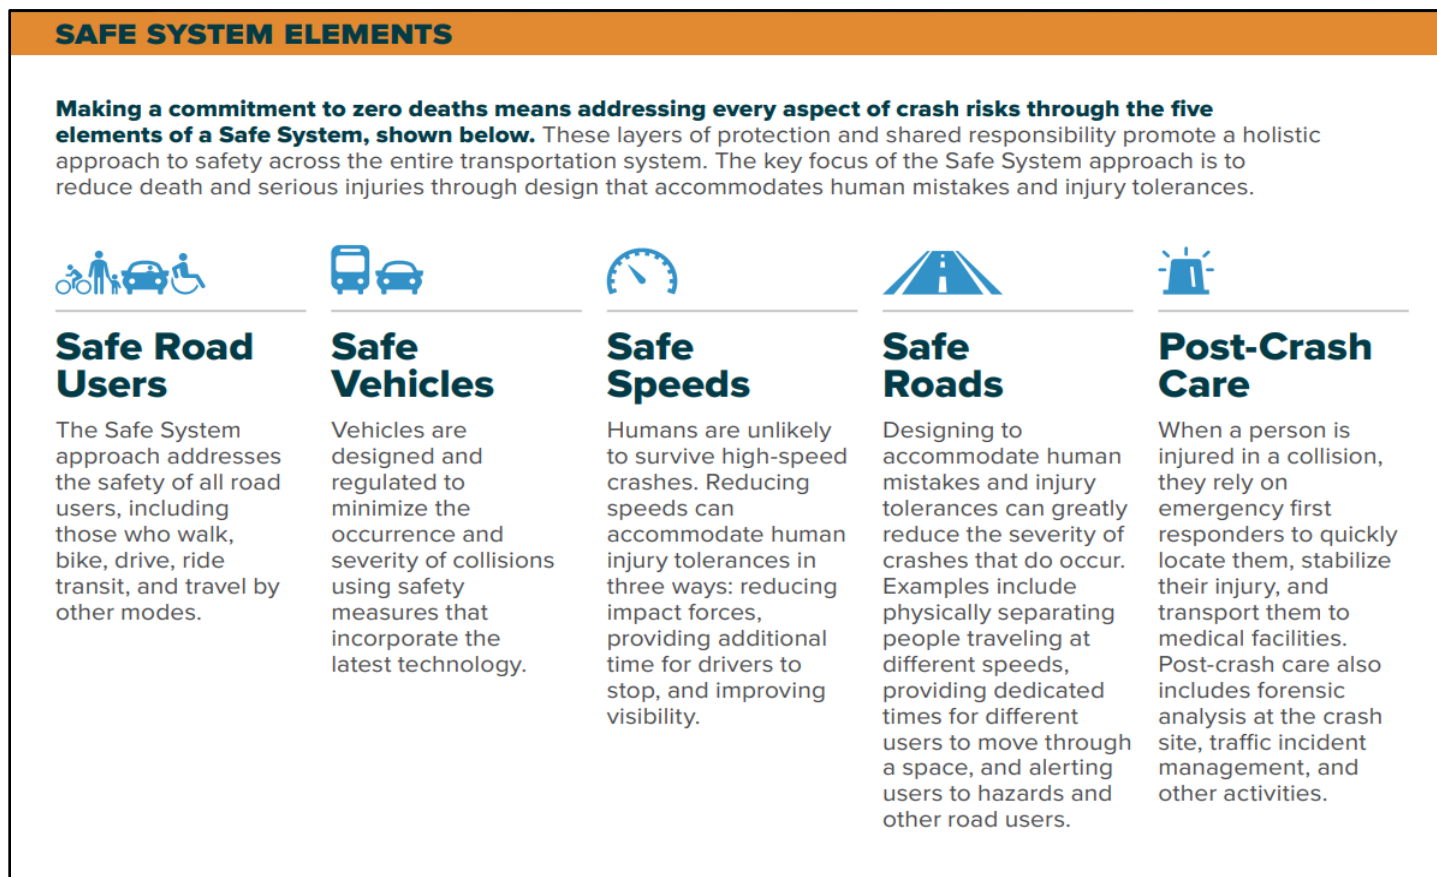 SAFE SYSTEM ELEMENTS
Making a commitment to zero deaths means addressing every aspect of crash risks through the five
elements of a Safe System, shown below. These layers of protection and shared responsibility promote a holistic
approach to safety across the entire transportation system. The key focus of the Safe System approach is to
reduce death and serious injuries through design that accommodates human mistakes and injury tolerances.
Safe Road
Users
The Safe System
approach addresses
the safety of all road
users, including
those who walk,
bike, drive, ride
transit, and travel by
other modes.
Safe
Vehicles
Vehicles are
designed and
regulated to
minimize the
occurrence and
severity of collisions
using safety
measures that
incorporate the
latest technology.
Safe
Speeds
Humans are unlikely
to survive high-speed
crashes. Reducing
speeds can
accommodate human
injury tolerances in
three ways: reducing
impact forces,
providing additional
time for drivers to
stop, and improving
visibility.
Safe
Roads
Designing to
accommodate human
mistakes and injury
tolerances can greatly
reduce the severity of
crashes that do occur.
Examples include
physically separating
people traveling at
different speeds,
providing dedicated
times for different
users to move through
a space, and alerting
users to hazards and
other road users.
Post-Crash
Care
When a person is
injured in a collision,
they rely on
emergency first
responders to quickly
locate them, stabilize
their injury, and
transport them to
medical facilities.
Post-crash care also
includes forensic
analysis at the crash
site, traffic incident
management, and
other activities.